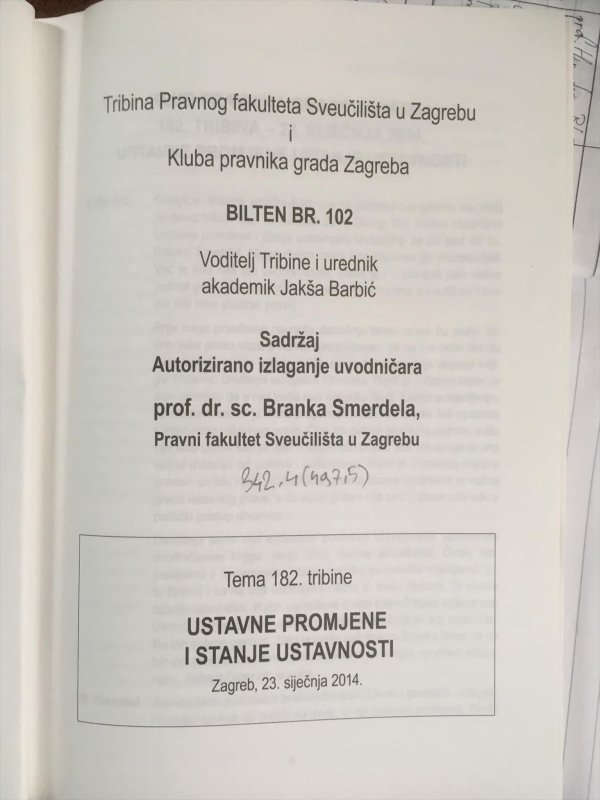 Tribina Pravnog fakulteta Sveučilišta u Zagrebu
i
Kluba pravnika grada Zagreba
BILTEN BR. 102
Voditelj Tribine i urednik
akademik Jakša Barbić
Sadržaj
Autorizirano izlaganje uvodničara
prof. dr. sc. Branka Smerdela,
Pravni fakultet Sveučilišta u Zagrebu
342.4(497,5)
Tema 182. tribine
USTAVNE PROMJENE
I STANJE USTAVNOSTI
Zagreb, 23. siječnja 2014.